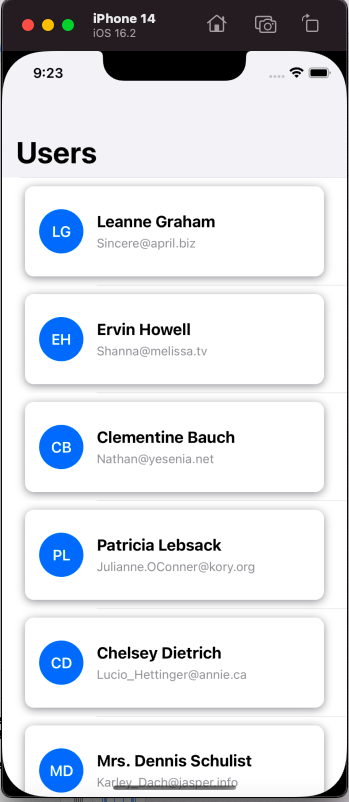 iPhone 14
iOS 16.2
9:23
Users
LG
Leanne Graham
Sincere@april.biz
EH
Ervin Howell
Shanna@melissa.tv
CB
Clementine Bauch
Nathan@yesenia.net
PL
Patricia Lebsack
Julianne.OConner@kory.org
CD
Chelsey Dietrich
Lucio_Hettinger@annie.ca
MD
Mrs. Dennis Schulist
Karley_Dach@jasper.info